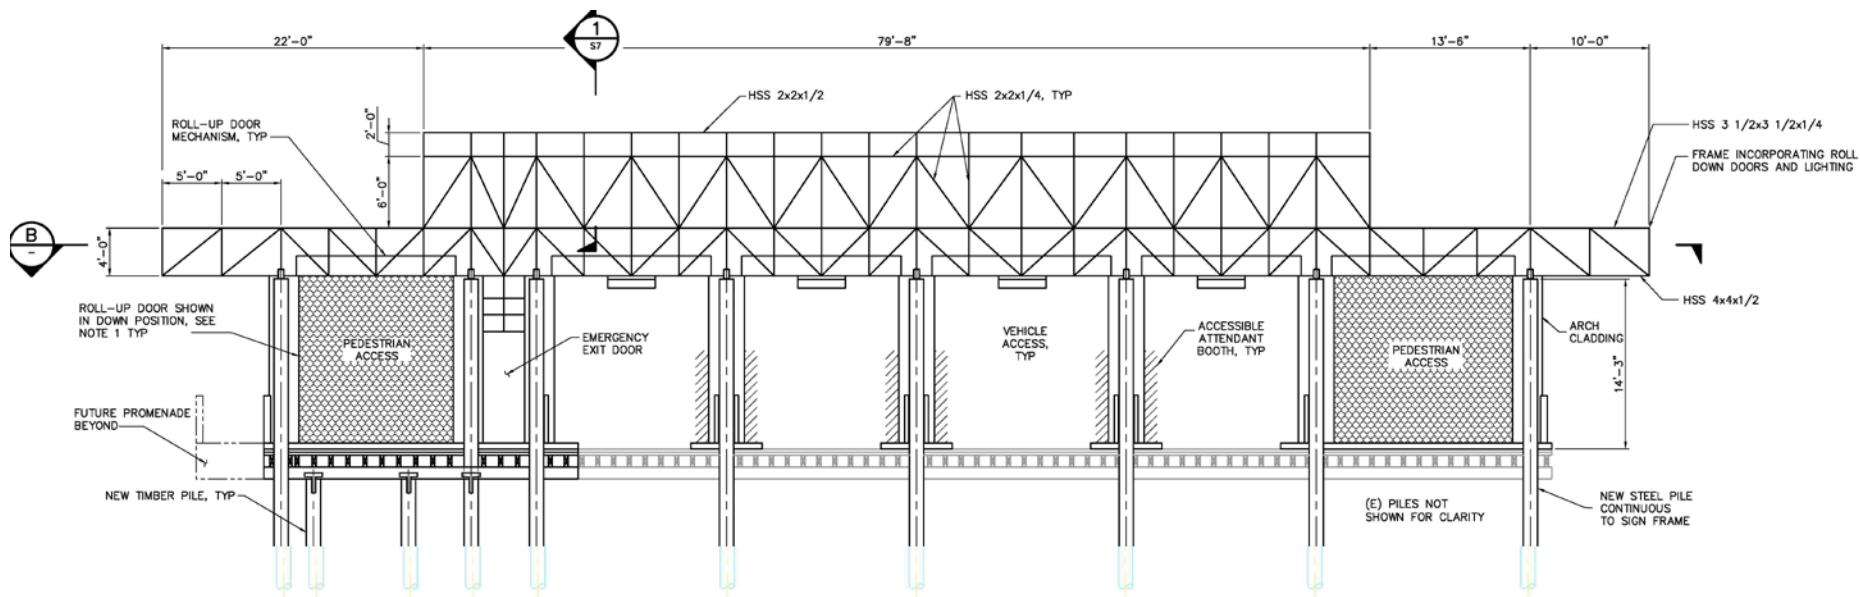 1
S7
22'-0"
79'-8"
13'-6"
10'-0"
HSS 2x2x1/2
HSS 2x2x1/4, TYP
2'-0"
ROLL-UP DOOR
MECHANISM, TYP
HSS 3 1/2x3 1/2x1/4
FRAME INCORPORATING ROLL
DOWN DOORS AND LIGHTING
5'-0"
5'-0"
6'-0"
B
-
4'-0"
HSS 4x4x1/2
ROLL-UP DOOR SHOWN
IN DOWN POSITION, SEE
NOTE 1 TYP
PEDESTRIAN
ACCESS
EMERGENCY
EXIT DOOR
VEHICLE
ACCESS,
TYP
ACCESSIBLE
ATTENDANT
BOOTH, TYP
PEDESTRIAN
ACCESS
ARCH
CLADDING
14'-3"
FUTURE PROMENADE
BEYOND
NEW TIMBER PILE, TYP
(E) PILES NOT
SHOWN FOR CLARITY
NEW STEEL PILE
CONTINUOUS
TO SIGN FRAME